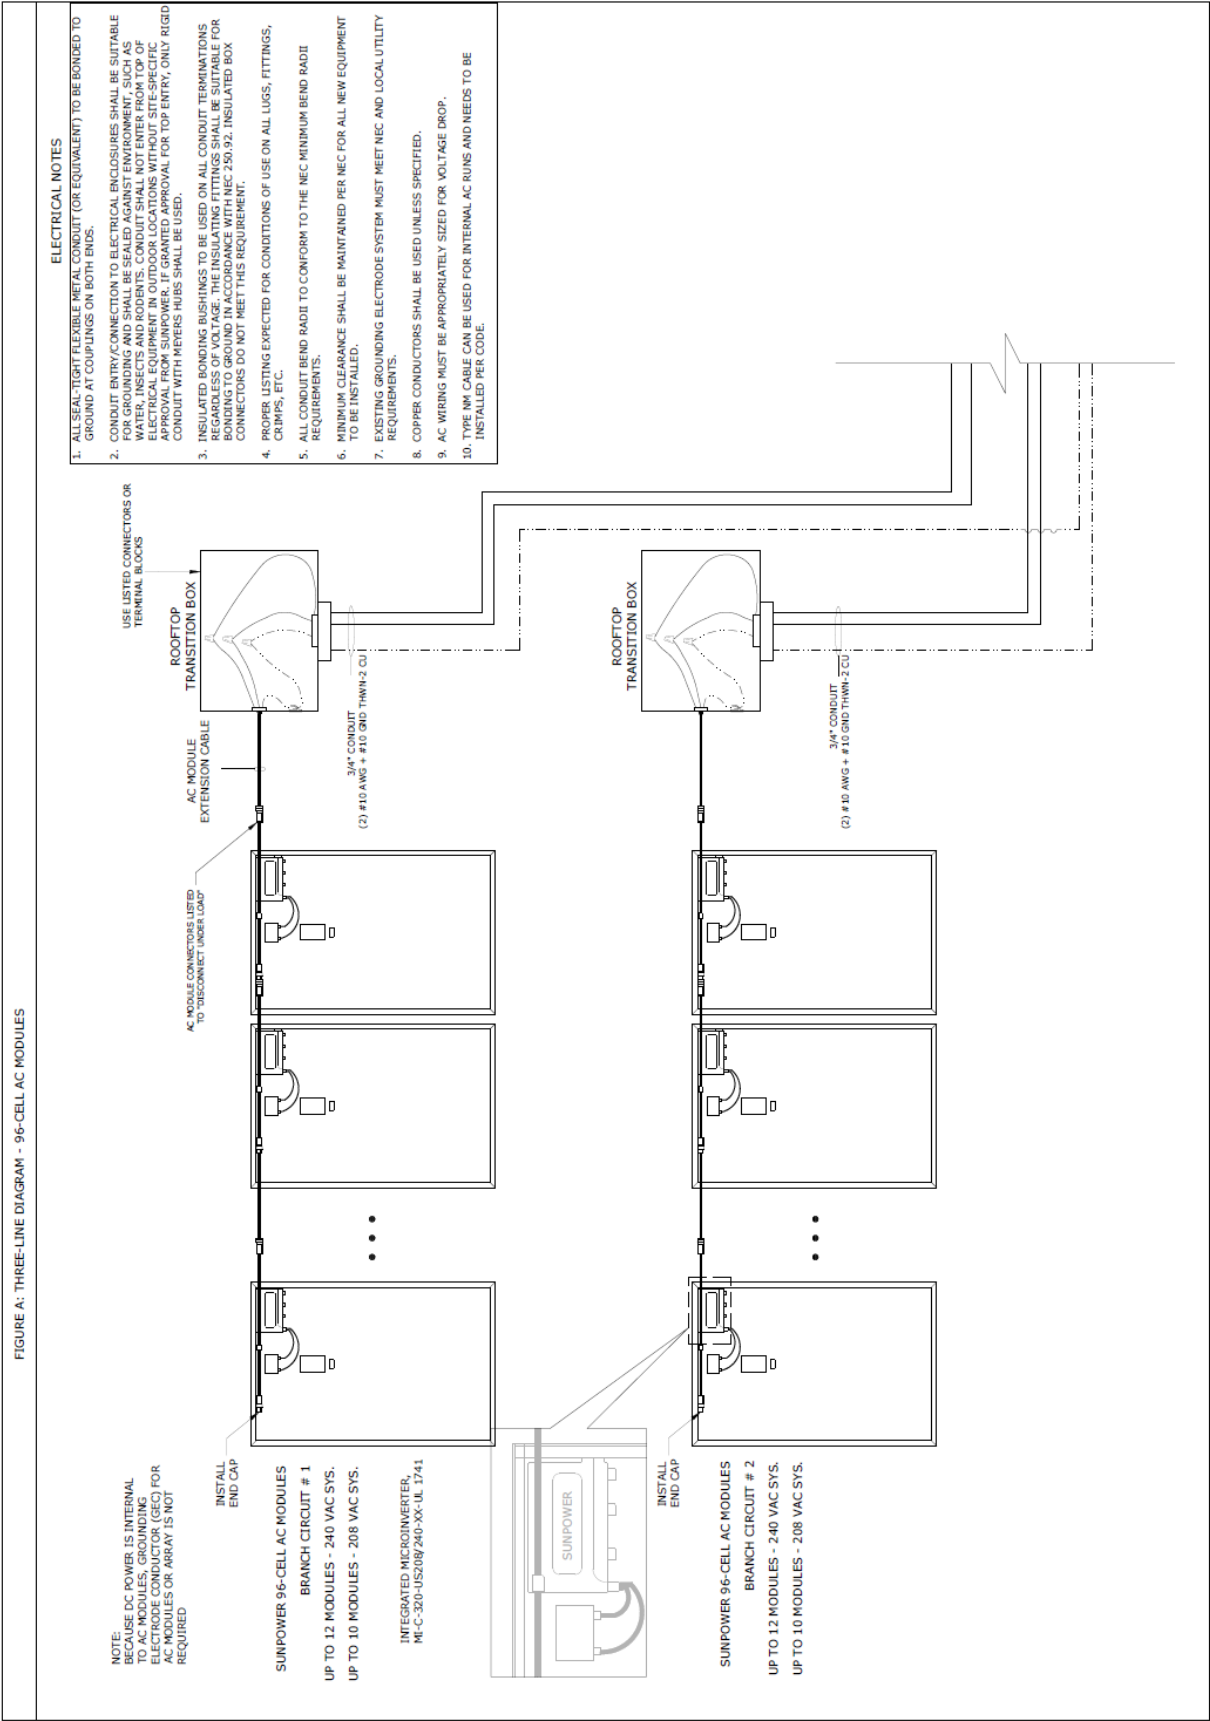 FIGURE A: THREE-LINE DIAGRAM - 96-CELL AC MODULES
NOTE:
BECAUSE DC POWER IS INTERNAL
TO AC MODULES, GROUNDING
ELECTRODE CONDUCTOR (GEC) FOR
AC MODULES OR ARRAY IS NOT
REQUIRED
INSTALL
END CAP
SUNPOWER 96-CELL AC MODULES
BRANCH CIRCUIT # 1
UP TO 12 MODULES - 240 VAC SYS.
UP TO 10 MODULES - 208 VAC SYS.
INTEGRATED MICROINVERTER,
MI-C-320-US208/240-XX-UL 1741
SUNPOWER
INSTALL
END CAP
SUNPOWER 96-CELL AC MODULES
BRANCH CIRCUIT # 2
UP TO 12 MODULES - 240 VAC SYS.
UP TO 10 MODULES - 208 VAC SYS.
AC MODULE CONNECTORS LISTED
TO "DISCONNECT UNDER LOAD"
AC MODULE
EXTENSION CABLE
USE LISTED CONNECTORS OR
TERMINAL BLOCKS
ROOFTOP
TRANSITION BOX
3/4" CONDUIT
(2) #10 AWG + #10 GND THWN-2 CU
ROOFTOP
TRANSITION BOX
3/4" CONDUIT
(2) #10 AWG + #10 GND THWN-2 CU
ELECTRICAL NOTES
1. ALL SEAL-TIGHT FLEXIBLE METAL CONDUIT (OR EQUIVALENT) TO BE BONDED TO
GROUND AT COUPLINGS ON BOTH ENDS.
2. CONDUIT ENTRY/CONNECTION TO ELECTRICAL ENCLOSURES SHALL BE SUITABLE
FOR GROUNDING AND SHALL BE SEALED AGAINST ENVIRONMENT, SUCH AS
WATER, INSECTS AND RODENTS. CONDUIT SHALL NOT ENTER FROM TOP OF
ELECTRICAL EQUIPMENT IN OUTDOOR LOCATIONS WITHOUT SITE-SPECIFIC
APPROVAL FROM SUNPOWER. IF GRANTED APPROVAL FOR TOP ENTRY, ONLY RIGID
CONDUIT WITH MEYERS HUBS SHALL BE USED.
3. INSULATED BONDING BUSHINGS TO BE USED ON ALL CONDUIT TERMINATIONS
REGARDLESS OF VOLTAGE. THE INSULATING FITTINGS SHALL BE SUITABLE FOR
BONDING TO GROUND IN ACCORDANCE WITH NEC 250.92. INSULATED BOX
CONNECTORS DO NOT MEET THIS REQUIREMENT.
4. PROPER LISTING EXPECTED FOR CONDITIONS OF USE ON ALL LUGS, FITTINGS,
CRIMPS, ETC.
5. ALL CONDUIT BEND RADII TO CONFORM TO THE NEC MINIMUM BEND RADII
REQUIREMENTS.
6. MINIMUM CLEARANCE SHALL BE MAINTAINED PER NEC FOR ALL NEW EQUIPMENT
TO BE INSTALLED.
7. EXISTING GROUNDING ELECTRODE SYSTEM MUST MEET NEC AND LOCAL UTILITY
REQUIREMENTS.
8. COPPER CONDUCTORS SHALL BE USED UNLESS SPECIFIED.
9. AC WIRING MUST BE APPROPRIATELY SIZED FOR VOLTAGE DROP.
10. TYPE NM CABLE CAN BE USED FOR INTERNAL AC RUNS AND NEEDS TO BE
INSTALLED PER CODE.